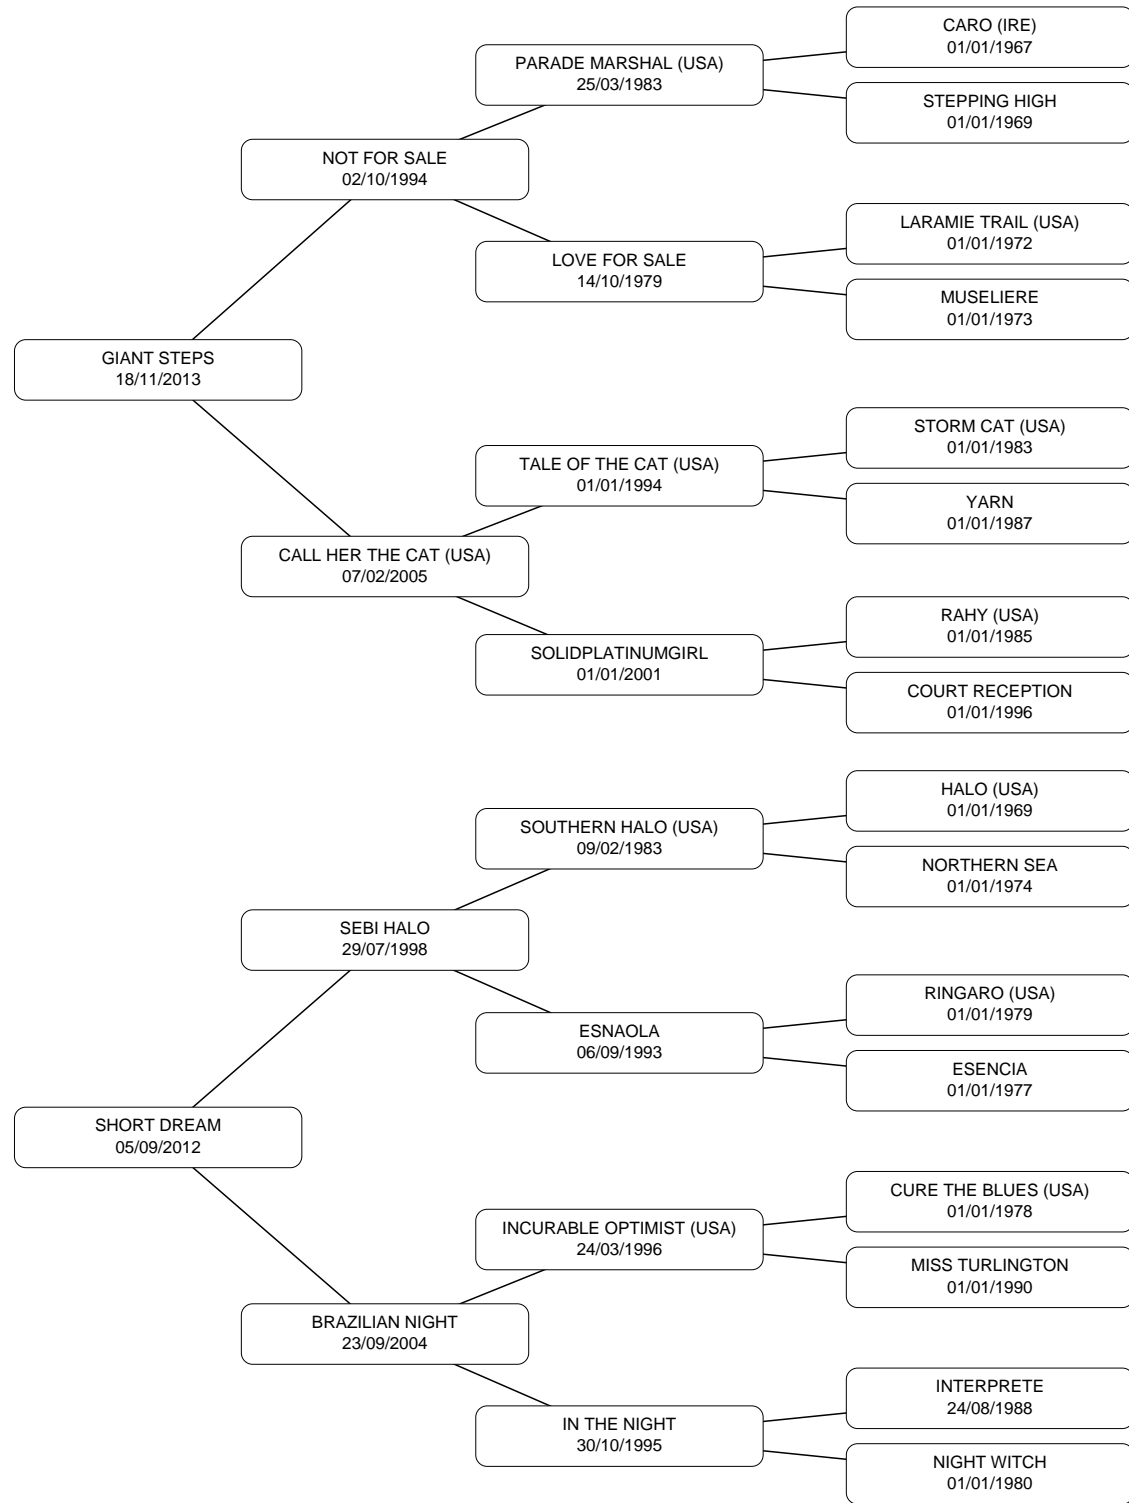 CARO (IRE)
01/01/1967
PARADE MARSHAL (USA)
25/03/1983
STEPPING HIGH
01/01/1969
NOT FOR SALE
02/10/1994
LARAMIE TRAIL (USA)
01/01/1972
LOVE FOR SALE
14/10/1979
MUSELIERE
01/01/1973
GIANT STEPS
18/11/2013
STORM CAT (USA)
01/01/1983
TALE OF THE CAT (USA)
01/01/1994
YARN
01/01/1987
CALL HER THE CAT (USA)
07/02/2005
RAHY (USA)
01/01/1985
SOLIDPLATINUMGIRL
01/01/2001
COURT RECEPTION
01/01/1996
HALO (USA)
01/01/1969
SOUTHERN HALO (USA)
09/02/1983
NORTHERN SEA
01/01/1974
SEBI HALO
29/07/1998
RINGARO (USA)
01/01/1979
ESNAOLA
06/09/1993
ESENCIA
01/01/1977
SHORT DREAM
05/09/2012
CURE THE BLUES (USA)
01/01/1978
INCURABLE OPTIMIST (USA)
24/03/1996
MISS TURLINGTON
01/01/1990
BRAZILIAN NIGHT
23/09/2004
INTERPRETE
24/08/1988
IN THE NIGHT
30/10/1995
NIGHT WITCH
01/01/1980